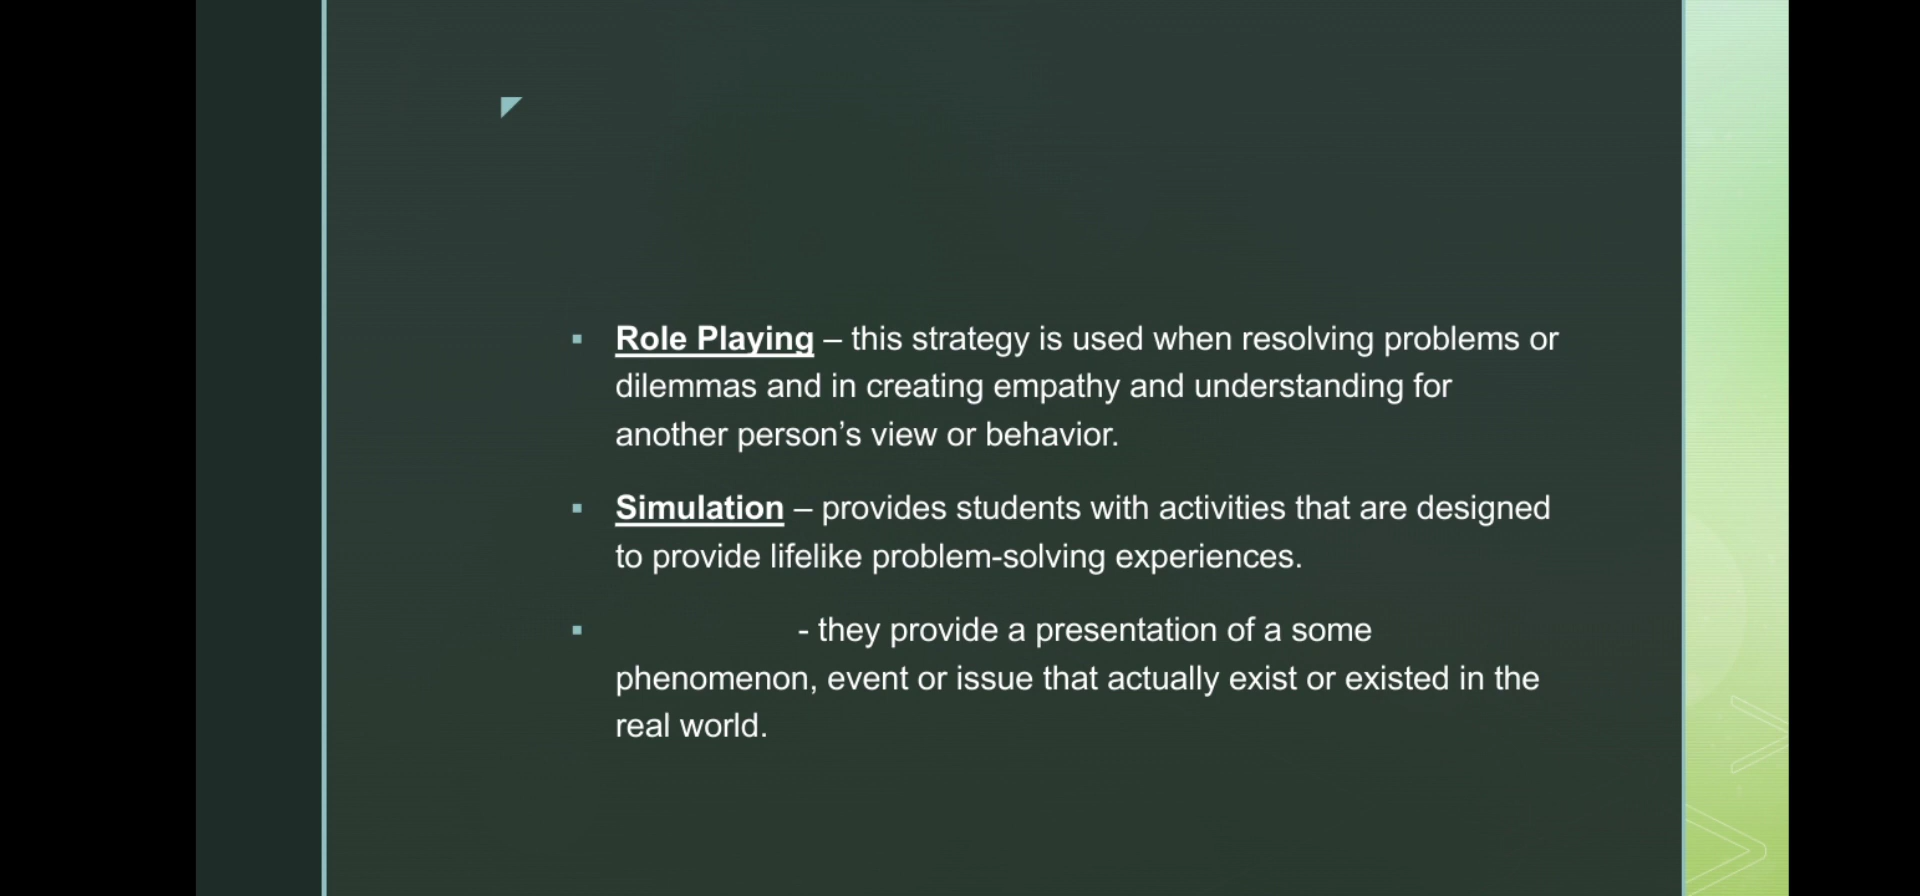 Role Playing – this strategy is used when resolving problems or
dilemmas and in creating empathy and understanding for
another person’s view or behavior.
Simulation – provides students with activities that are designed
to provide lifelike problem-solving experiences.
- they provide a presentation of a some
phenomenon, event or issue that actually exist or existed in the
real world.